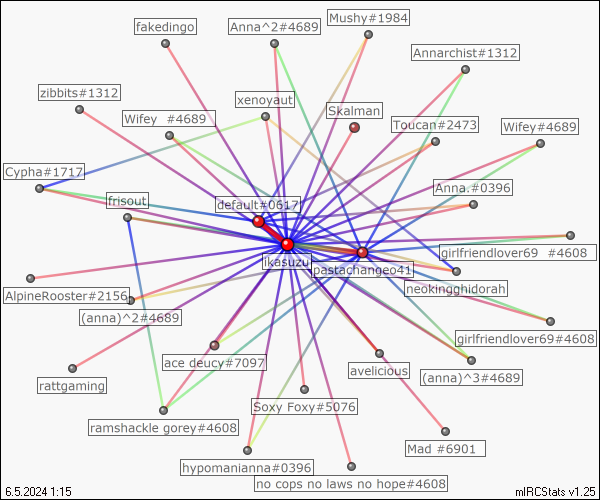 Mushy#1984
fakedingo
Anna^2#4689
Annarchist#1312
zibbits#1312
xenoyaut
Skalman
Wifey  #4689
Toucan#2473
Wifey#4689
Cypha#1717
Anna.#0396
frisout
default#0617
girlfriendlover69  #4608
Ikasuzu
pastachangeo41
neokingghidorah
AlpineRooster#2156
(anna)^2#4689
girlfriendlover69#4608
ace deucy#7097
avelicious
(anna)^3#4689
rattgaming
Soxy Foxy#5076
ramshackle gorey#4608
Mad #6901
hypomanianna#0396
no cops no laws no hope#4608
6.5.2024 1:15
mIRCStats v1.25